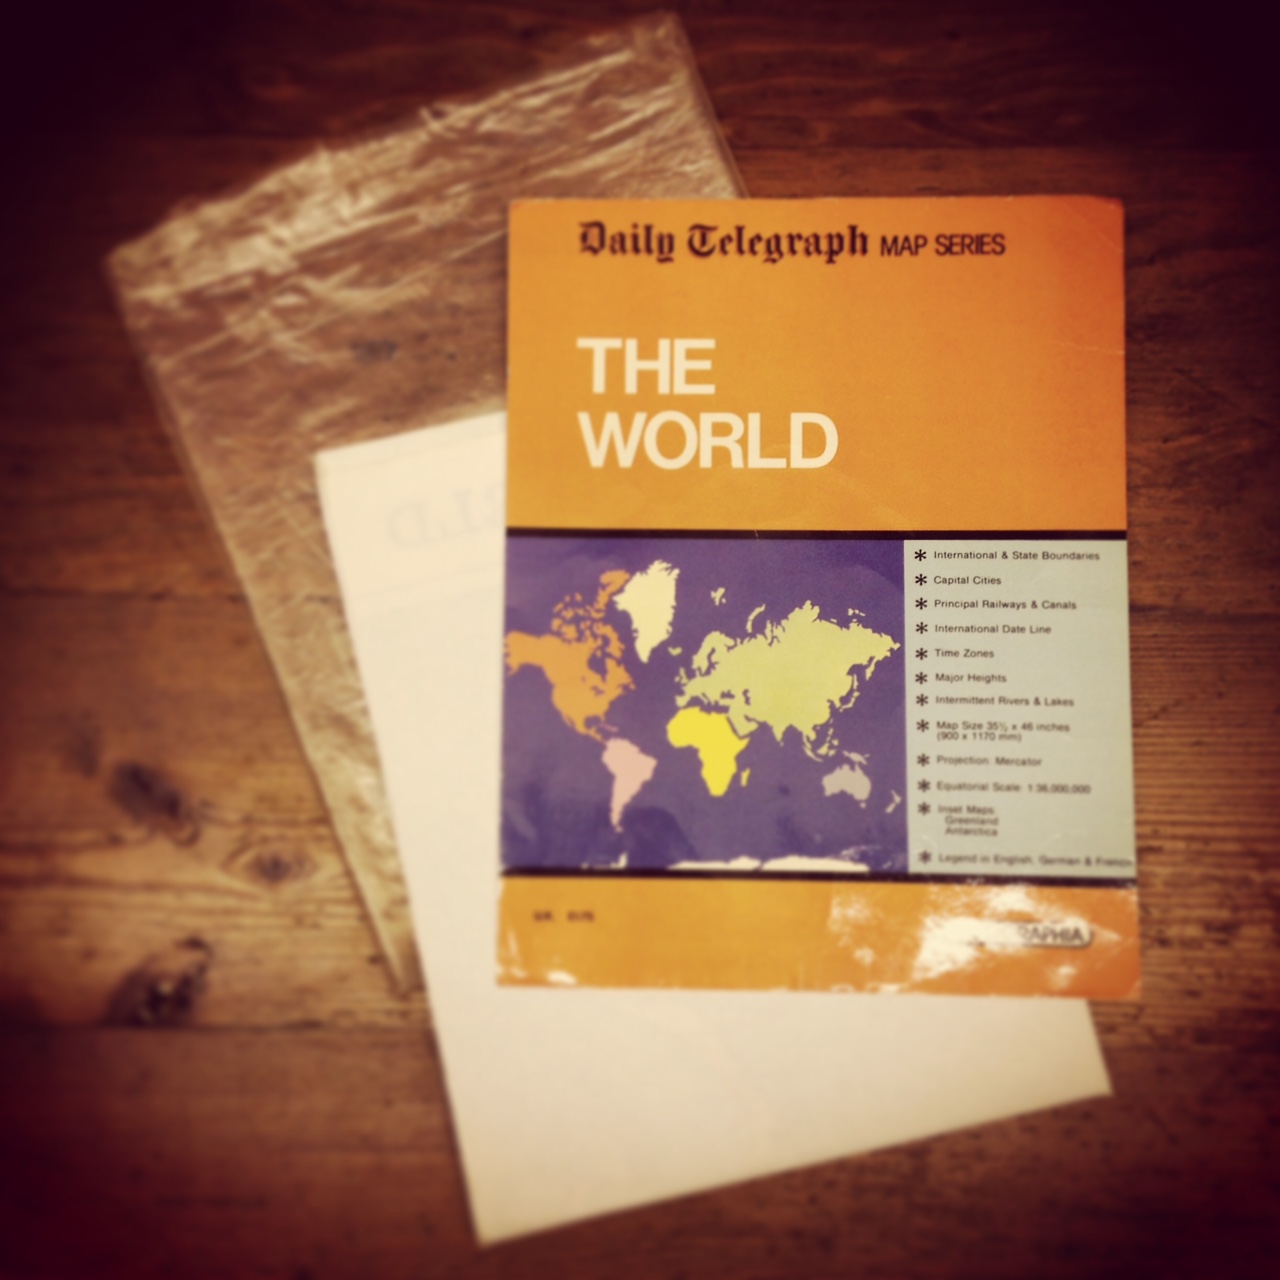 Daily Telegraph MAP SERIES
THE
WORLD
* International & State Boundaries
* Capital Cities
* Principal Railways & Canals
* International Date Line
* Time Zones
* Major Heights
* Intermittent Rivers & Lakes
* Map Size 35½ x 46 inches
(900 x 1170 mm)
* Projection: Mercator
* Equatorial Scale: 1:36,000,000
* Inset Maps:
Greenland
Antarctica
* Legend in English, German & French